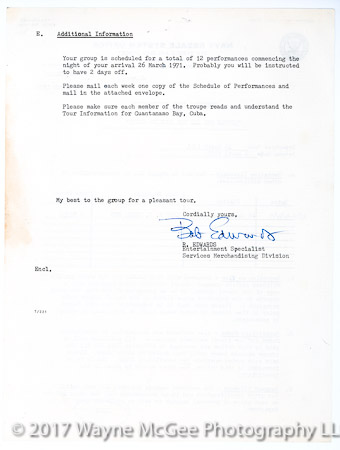 E. Additional Information
Your group is scheduled for a total of 12 performances commencing the
night of your arrival 26 March 1971. Probably you will be instructed
to have 2 days off.
Please mail each week one copy of the Schedule of Performances and
mail in the attached envelope.
Please make sure each member of the troupe reads and understand the
Tour Information for Guantanamo Bay, Cuba.
My best to the group for a pleasant tour.
Cordially yours,
Bob Edwards
R. EDWARDS
Entertainment Specialist
Services Merchandising Division
Encl.
© 2017 Wayne McGee Photography LL